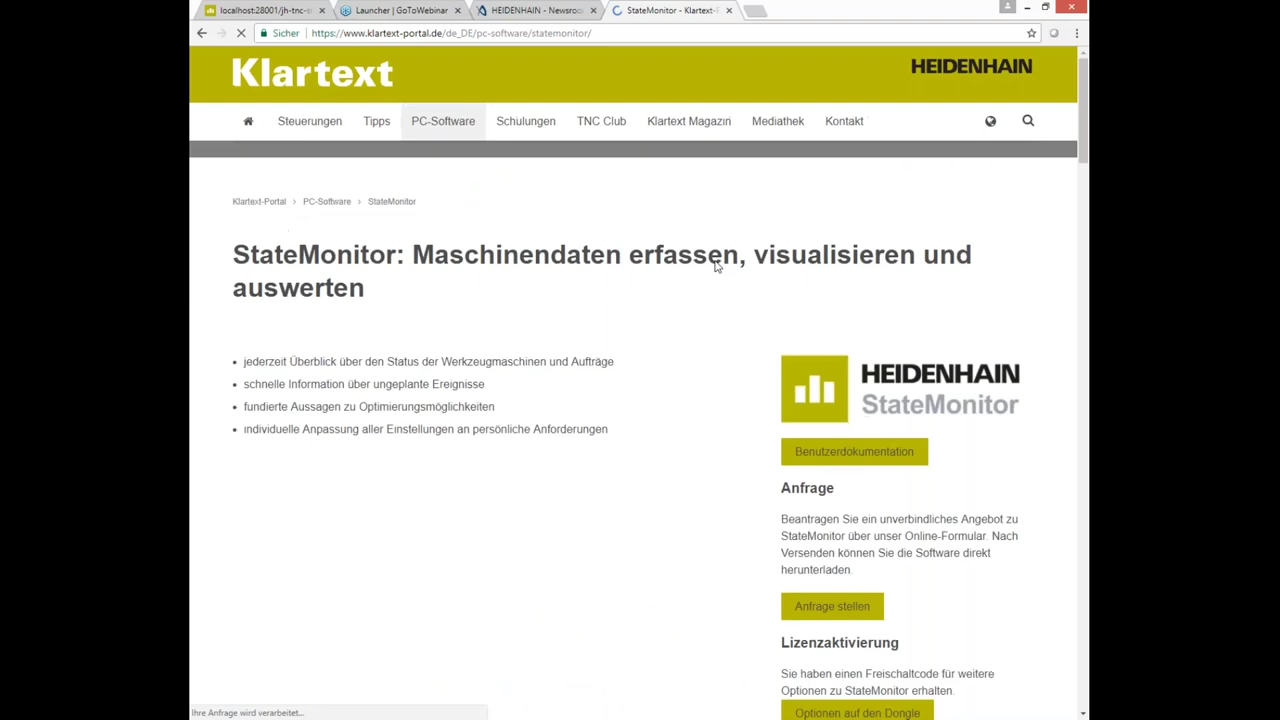 localhost:28001/jh-tnc-s
Launcher | GoToWebinar
HEIDENHAIN - Newsroo
StateMonitor - Klartext-P
Sicher
https://www.klartext-portal.de/de_DE/pc-software/statemonitor/
Klartext
HEIDENHAIN
Steuerungen
Tipps
PC-Software
Schulungen
TNC Club
Klartext Magazin
Mediathek
Kontakt
Klartext-Portal > PC-Software > StateMonitor
StateMonitor: Maschinendaten erfassen, visualisieren und
auswerten
jederzeit Überblick über den Status der Werkzeugmaschinen und Aufträge
schnelle Information über ungeplante Ereignisse
fundierte Aussagen zu Optimierungsmöglichkeiten
individuelle Anpassung aller Einstellungen an persönliche Anforderungen
HEIDENHAIN
StateMonitor
Benutzerdokumentation
Anfrage
Beantragen Sie ein unverbindliches Angebot zu
StateMonitor über unser Online-Formular. Nach
Versenden können Sie die Software direkt
herunterladen.
Anfrage stellen
Lizenzaktivierung
Sie haben einen Freischaltcode für weitere
Optionen zu StateMonitor erhalten.
Optionen auf den Dongle
Ihre Anfrage wird verarbeitet...